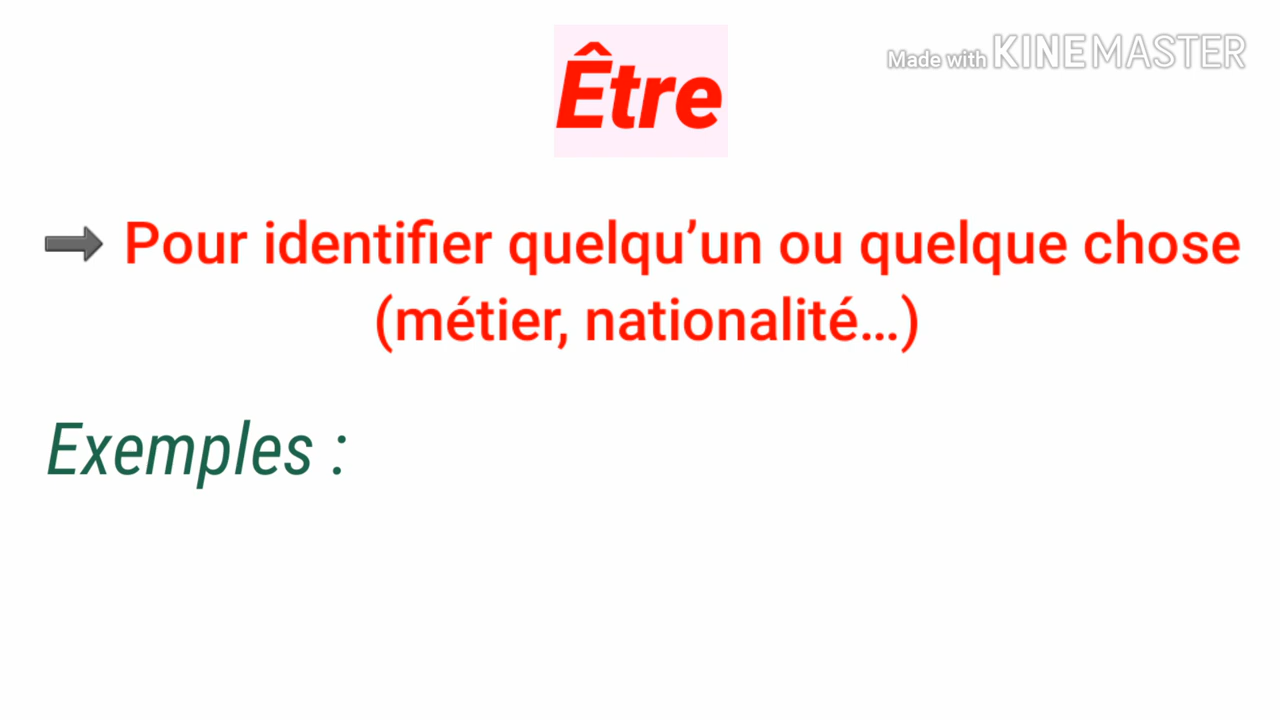 Made with KINEMASTER
Être
➡ Pour identifier quelqu’un ou quelque chose
(métier, nationalité…)
Exemples :